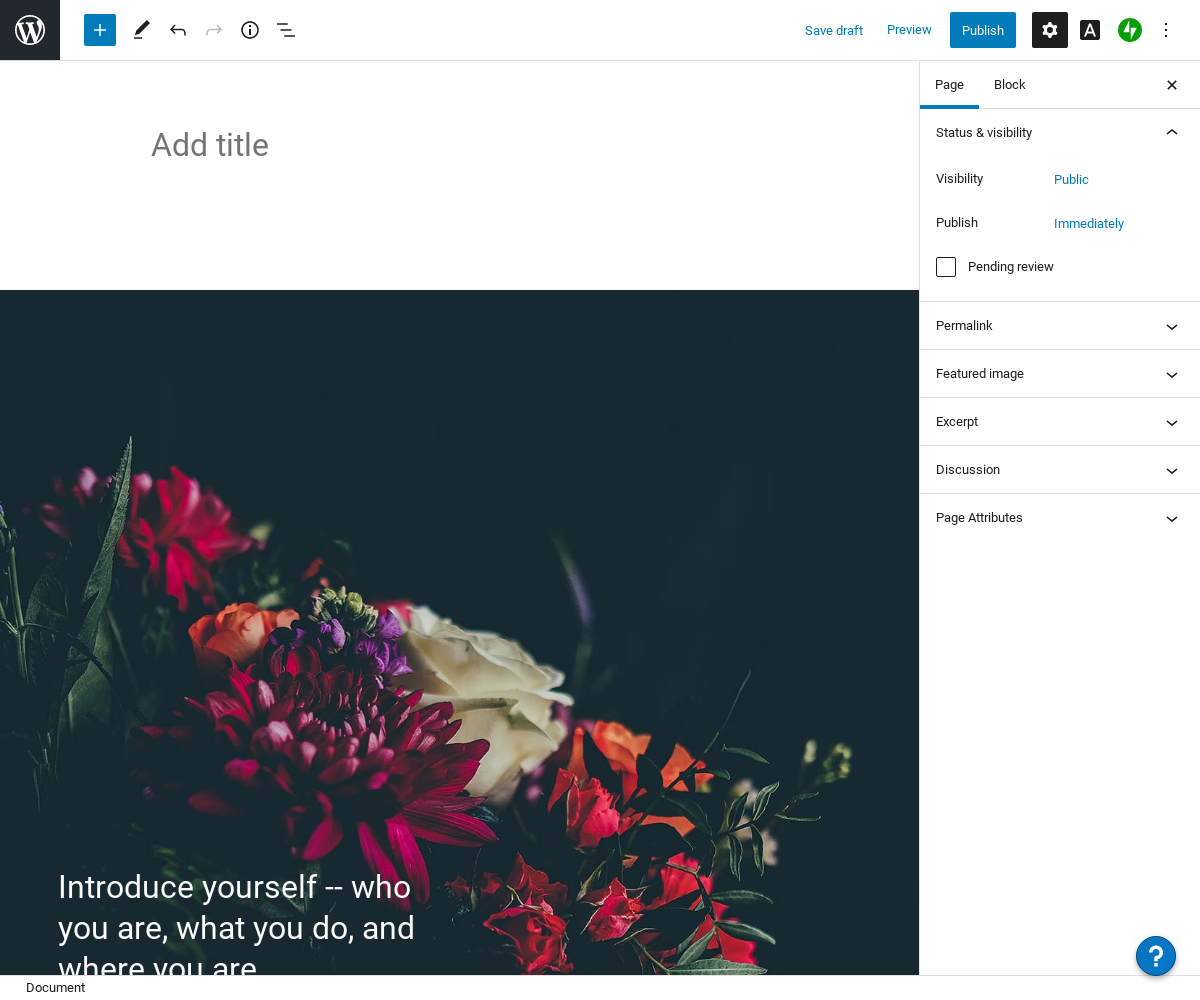 Save draft
Preview
Publish
A
Page
Block
Add title
Status & visibility
Visibility
Public
Publish
Immediately
Pending review
Permalink
Featured image
Excerpt
Discussion
Page Attributes
Introduce yourself -- who
you are, what you do, and
where you are
?
Document